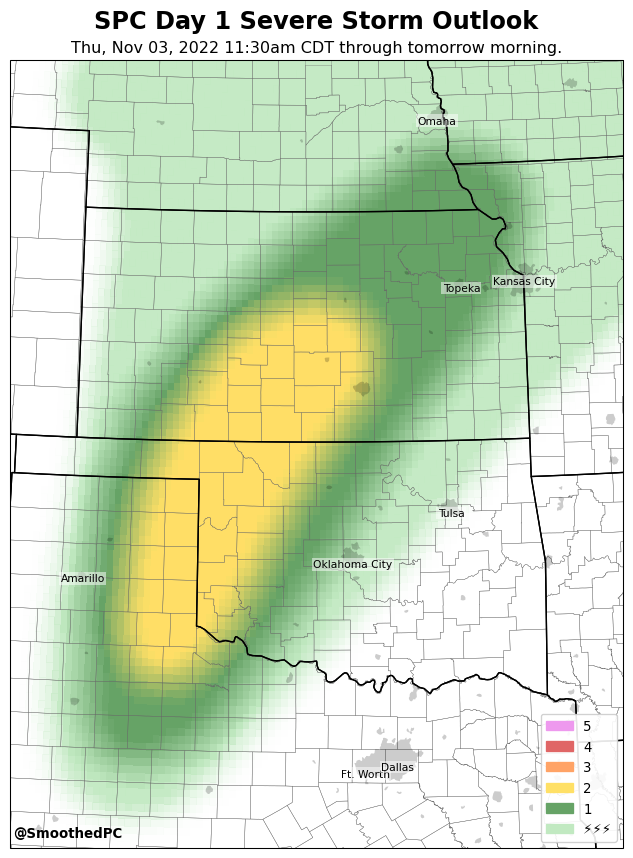 SPC Day 1 Severe Storm Outlook
Thu, Nov 03, 2022 11:30am CDT through tomorrow morning.
Omaha
Kansas City
Topeka
Tulsa
Oklahoma City
Amarillo
Dallas
Ft. Worth
5
4
3
2
1
⚡⚡⚡
@SmoothedPC